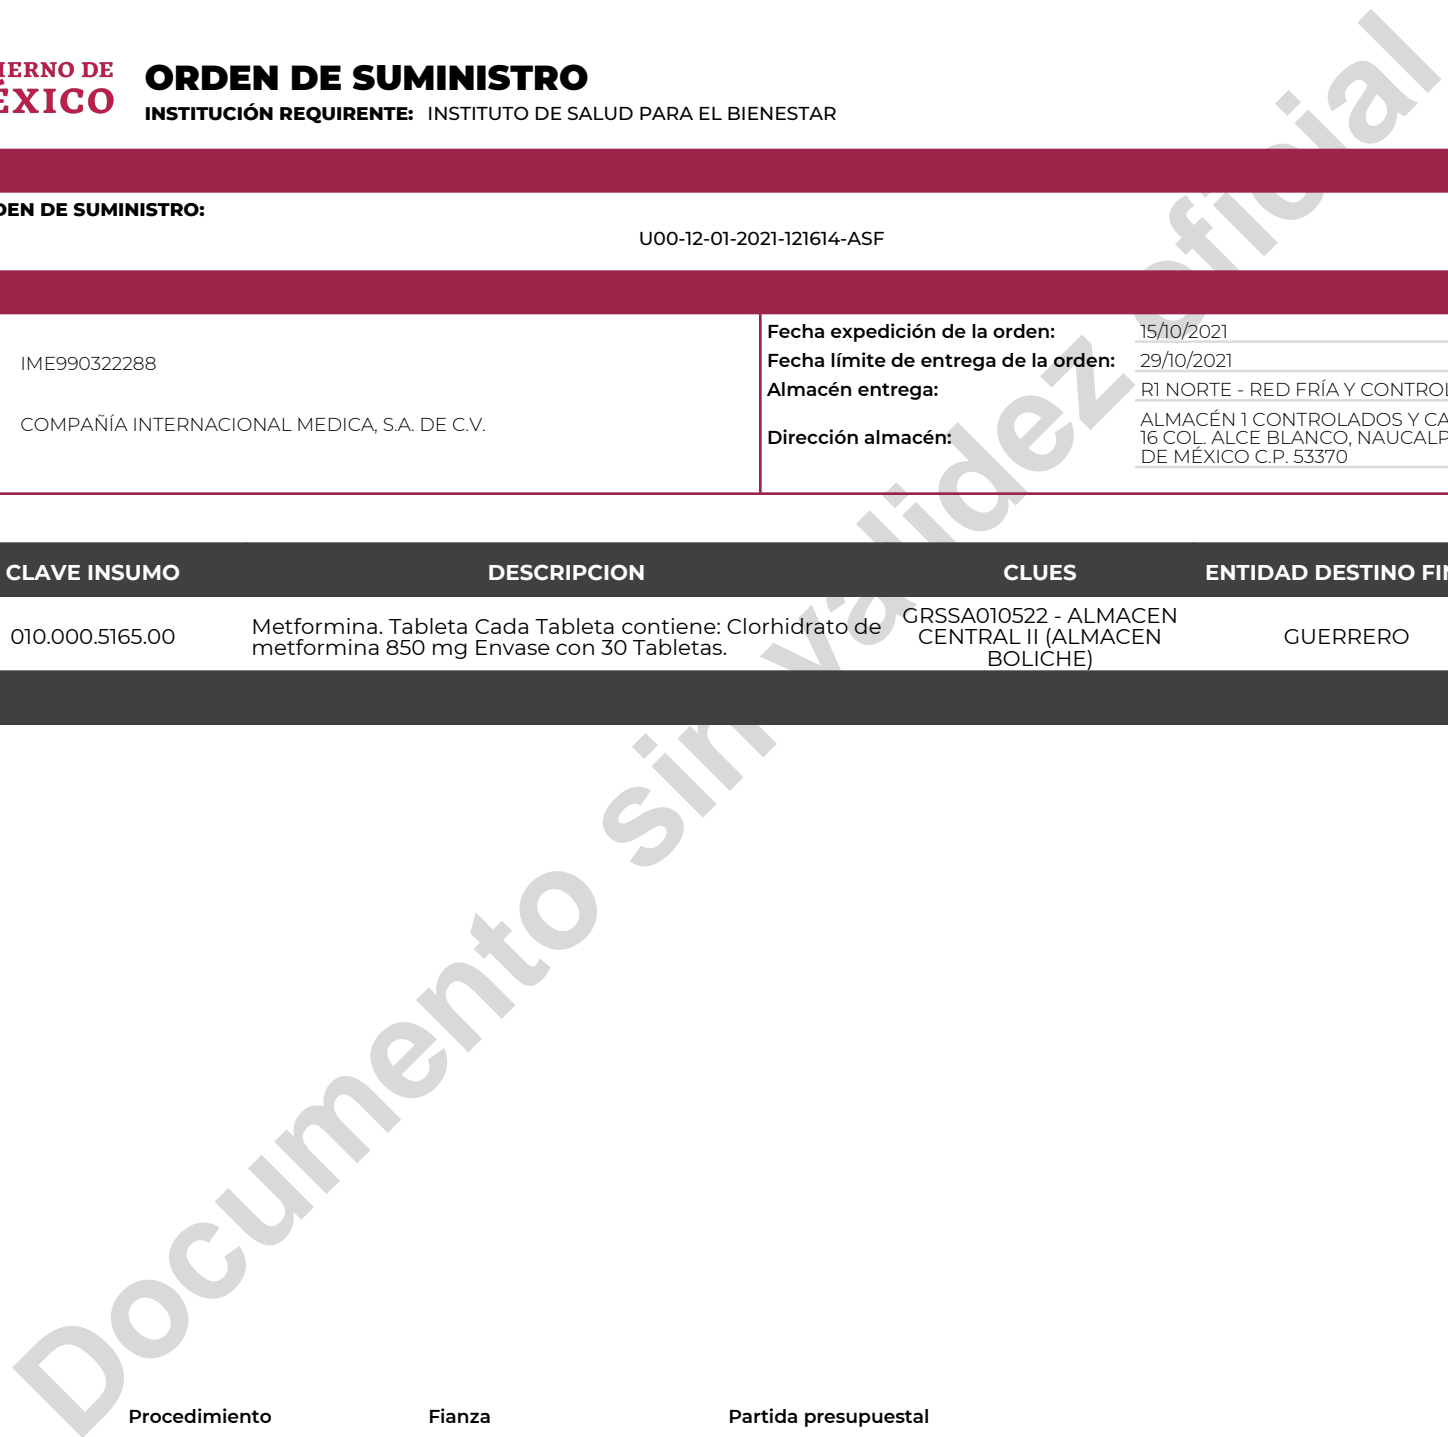 ORDEN DE SUMINISTRO
INSTITUCIÓN REQUIRENTE: INSTITUTO DE SALUD PARA EL BIENESTAR
IERNO DE
ÉXICO
DEN DE SUMINISTRO:
U00-12-01-2021-121614-ASF
IME990322288
COMPAÑÍA INTERNACIONAL MEDICA, S.A. DE C.V.
Fecha expedición de la orden: 15/10/2021
Fecha límite de entrega de la orden: 29/10/2021
Almacén entrega: R1 NORTE - RED FRÍA Y CONTROL
Dirección almacén:
ALMACÉN 1 CONTROLADOS Y CA
16 COL. ALCE BLANCO, NAUCALP
DE MÉXICO C.P. 53370
CLAVE INSUMO DESCRIPCION CLUES ENTIDAD DESTINO FIN
010.000.5165.00
Metformina. Tableta Cada Tableta contiene: Clorhidrato de
metformina 850 mg Envase con 30 Tabletas.
GRSSA010522 - ALMACEN
CENTRAL II (ALMACEN
BOLICHE)
GUERRERO
Documento sin validez oficial
Procedimiento Fianza Partida presupuestal